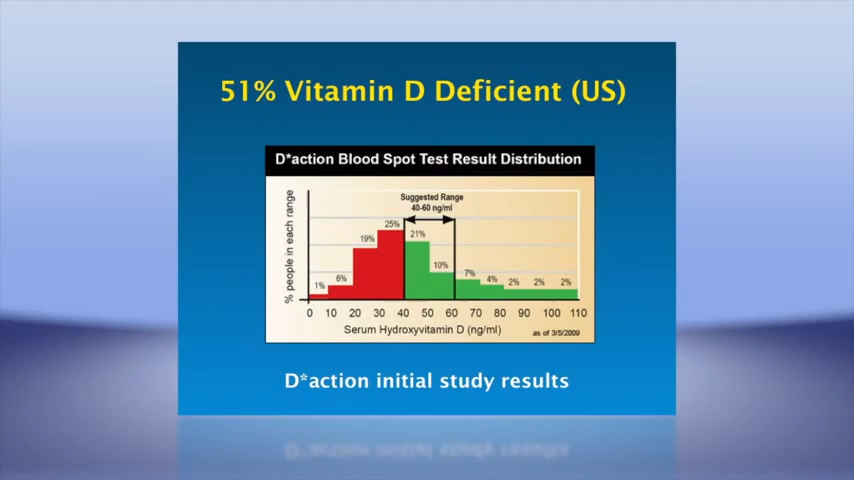 51% Vitamin D Deficient (US)
D*action Blood Spot Test Result Distribution
% people in each range
Suggested Range
40-60 ng/ml
1%
6%
19%
25%
21%
10%
7%
4%
2%
2%
2%
0 10 20 30 40 50 60 70 80 90 100 110
Serum Hydroxyvitamin D (ng/ml)
as of 3/5/2009
D*action initial study results